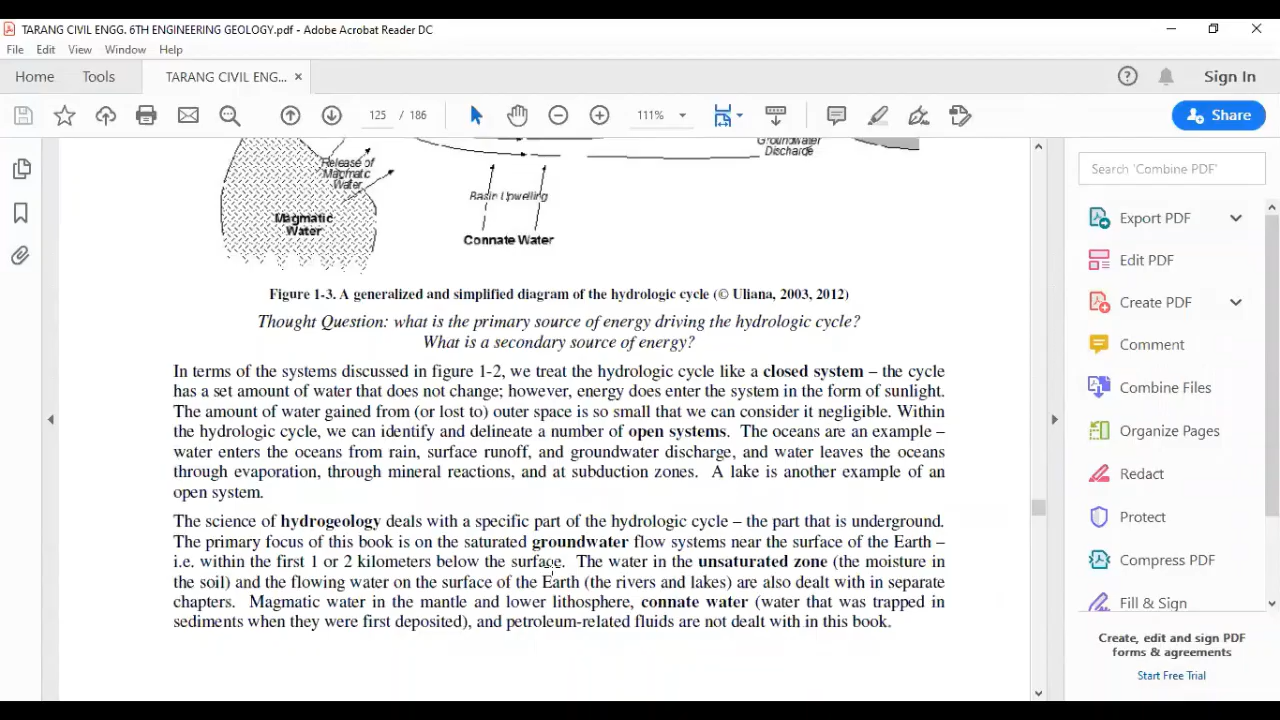 TARANG CIVIL ENGG. 6TH ENGINEERING GEOLOGY.pdf - Adobe Acrobat Reader DC
File Edit View Window Help
Home Tools TARANG CIVIL ENG... × Sign In
125 / 186 111% Share
Groundwater
Discharge
Release of
Magmatic
Water
Basin Upwelling
Magmatic
Water
Connate Water
Figure 1-3. A generalized and simplified diagram of the hydrologic cycle (© Uliana, 2003, 2012)
Thought Question: what is the primary source of energy driving the hydrologic cycle?
What is a secondary source of energy?
In terms of the systems discussed in figure 1-2, we treat the hydrologic cycle like a closed system – the cycle
has a set amount of water that does not change; however, energy does enter the system in the form of sunlight.
The amount of water gained from (or lost to) outer space is so small that we can consider it negligible. Within
the hydrologic cycle, we can identify and delineate a number of open systems. The oceans are an example –
water enters the oceans from rain, surface runoff, and groundwater discharge, and water leaves the oceans
through evaporation, through mineral reactions, and at subduction zones. A lake is another example of an
open system.
The science of hydrogeology deals with a specific part of the hydrologic cycle – the part that is underground.
The primary focus of this book is on the saturated groundwater flow systems near the surface of the Earth –
i.e. within the first 1 or 2 kilometers below the surface. The water in the unsaturated zone (the moisture in
the soil) and the flowing water on the surface of the Earth (the rivers and lakes) are also dealt with in separate
chapters. Magmatic water in the mantle and lower lithosphere, connate water (water that was trapped in
sediments when they were first deposited), and petroleum-related fluids are not dealt with in this book.
Search 'Combine PDF'
Export PDF
Edit PDF
Create PDF
Comment
Combine Files
Organize Pages
Redact
Protect
Compress PDF
Fill & Sign
Create, edit and sign PDF
forms & agreements
Start Free Trial